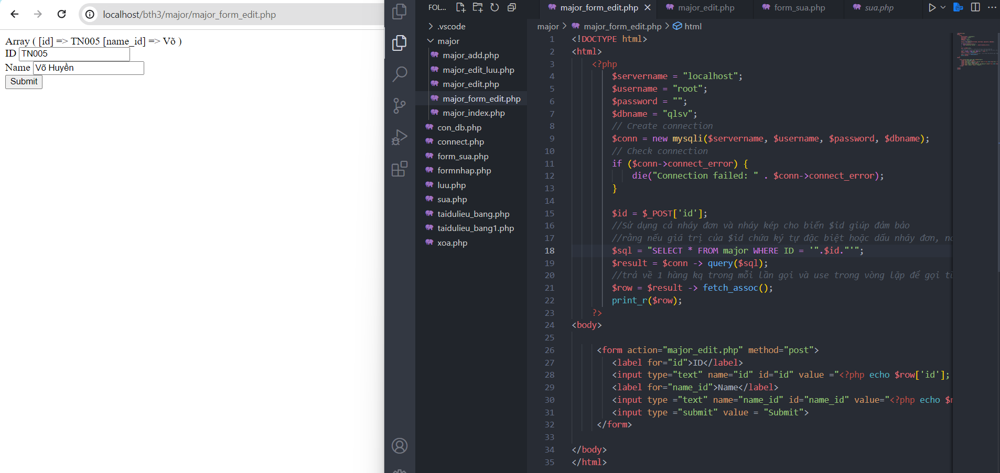 localhost/bth3/major/major_form_edit.php
Array ( [id] => TN005 [name_id] => Võ )
ID TN005
Name Võ Huyền
Submit
FOL...
.vscode
major
major_add.php
major_edit_luu.php
major_edit.php
major_form_edit.php
major_index.php
con_db.php
connect.php
form_sua.php
formnhap.php
luu.php
sua.php
taidulieu_bang.php
taidulieu_bang1.php
xoa.php
major_form_edit.php
major_edit.php
form_sua.php
sua.php
major > major_form_edit.php > html
1 <!DOCTYPE html>
2 <html>
3 <?php
4 $servername = "localhost";
5 $username = "root";
6 $password = "";
7 $dbname = "qlsv";
8 // Create connection
9 $conn = new mysqli($servername, $username, $password, $dbname);
10 // Check connection
11 if ($conn->connect_error) {
12 die("Connection failed: " . $conn->connect_error);
13 }
14
15 $id = $_POST['id'];
16 //Sử dụng cả nháy đơn và nháy kép cho biến $id giúp đảm bảo
17 //rằng nếu giá trị của $id chứa ký tự đặc biệt hoặc dấu nháy đơn,
18 $sql = "SELECT * FROM major WHERE ID = '".$id."'";
19 $result = $conn -> query($sql);
20 //trả về 1 hàng kq trong mỗi lần gọi và use trong vòng lặp để gọi
21 $row = $result -> fetch_assoc();
22 print_r($row);
23 ?>
24 <body>
25
26 <form action="major_edit.php" method="post">
27 <label for="id">ID</label>
28 <input type="text" name="id" id="id" value ="<?php echo $row['id'];
29 <label for="name_id">Name</label>
30 <input type ="text" name="name_id" id="name_id" value="<?php echo
31 <input type ="submit" value = "Submit">
32 </form>
33
34 </body>
35 </html>